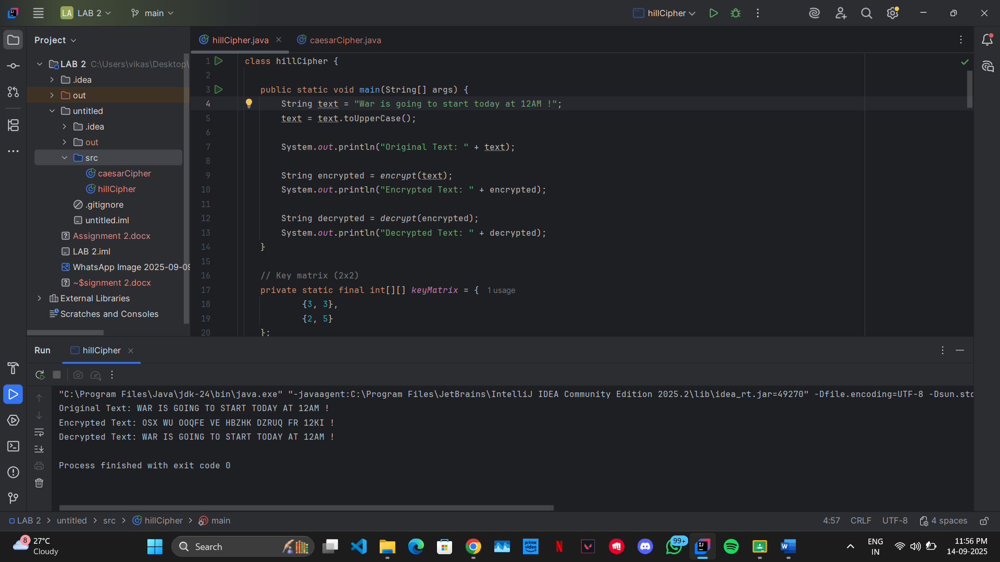 LA LAB 2 main hillCipher
Project
hillCipher.java caesarCipher.java
LAB 2 C:\Users\vikas\Desktop\
.idea
out
untitled
.idea
out
src
caesarCipher
hillCipher
.gitignore
untitled.iml
Assignment 2.docx
LAB 2.iml
WhatsApp Image 2025-09-09
~$signment 2.docx
External Libraries
Scratches and Consoles
1 class hillCipher {
2
3 public static void main(String[] args) {
4 String text = "War is going to start today at 12AM !";
5 text = text.toUpperCase();
6
7 System.out.println("Original Text: " + text);
8
9 String encrypted = encrypt(text);
10 System.out.println("Encrypted Text: " + encrypted);
11
12 String decrypted = decrypt(encrypted);
13 System.out.println("Decrypted Text: " + decrypted);
14 }
15
16 // Key matrix (2x2)
17 private static final int[][] keyMatrix = { 1 usage
18 {3, 3},
19 {2, 5}
20 };
Run hillCipher
"C:\Program Files\Java\jdk-24\bin\java.exe" "-javaagent:C:\Program Files\JetBrains\IntelliJ IDEA Community Edition 2025.2\lib\idea_rt.jar=49270" -Dfile.encoding=UTF-8 -Dsun.std
Original Text: WAR IS GOING TO START TODAY AT 12AM !
Encrypted Text: OSX WU OOQFE VE HBZHK DZRUQ FR 12KI !
Decrypted Text: WAR IS GOING TO START TODAY AT 12AM !
Process finished with exit code 0
LAB 2 > untitled > src > hillCipher > main 4:57 CRLF UTF-8 4 spaces
8 27°C
Cloudy
Search
prime video
99+
ENG
IN
11:56 PM
14-09-2025